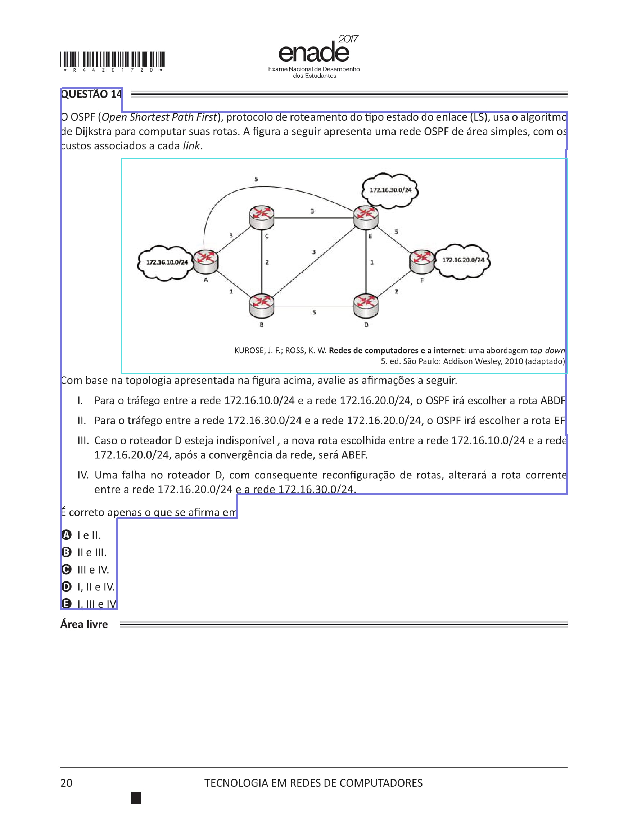 2017
enade
Exame Nacional de Desempenho
dos Estudantes
QUESTÃO 14
O OSPF (Open Shortest Path First), protocolo de roteamento do tipo estado do enlace (LS), usa o algoritmo
de Dijkstra para computar suas rotas. A figura a seguir apresenta uma rede OSPF de área simples, com os
custos associados a cada link.
5
172.16.30.0/24
3
C
E
3
5
172.16.10.0/24
3
172.16.20.0/24
A
2
1
F
1
2
B
5
D
KUROSE, J. F.; ROSS, K. W. Redes de computadores e a internet: uma abordagem top down
5. ed. São Paulo: Addison Wesley, 2010 (adaptado)
Com base na topologia apresentada na figura acima, avalie as afirmações a seguir.
I. Para o tráfego entre a rede 172.16.10.0/24 e a rede 172.16.20.0/24, o OSPF irá escolher a rota ABDF
II. Para o tráfego entre a rede 172.16.30.0/24 e a rede 172.16.20.0/24, o OSPF irá escolher a rota EF
III. Caso o roteador D esteja indisponível , a nova rota escolhida entre a rede 172.16.10.0/24 e a rede
172.16.20.0/24, após a convergência da rede, será ABEF.
IV. Uma falha no roteador D, com consequente reconfiguração de rotas, alterará a rota corrente
entre a rede 172.16.20.0/24 e a rede 172.16.30.0/24.
É correto apenas o que se afirma em
A I e II.
B II e III.
C III e IV.
D I, II e IV.
E I, III e IV
Área livre
20 TECNOLOGIA EM REDES DE COMPUTADORES